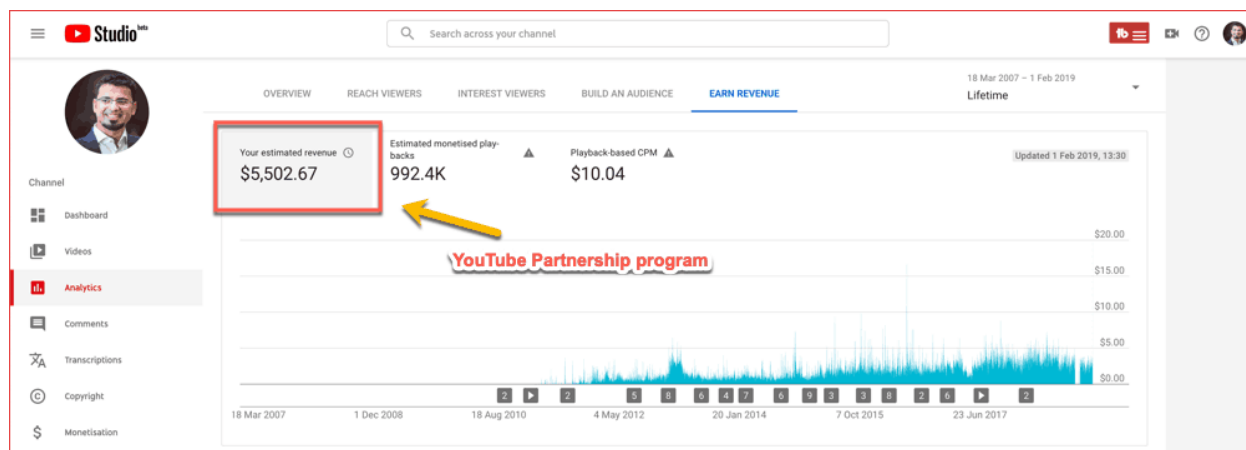 Studio beta
Search across your channel
18 Mar 2007 – 1 Feb 2019
Lifetime
OVERVIEW
REACH VIEWERS
INTEREST VIEWERS
BUILD AN AUDIENCE
EARN REVENUE
Your estimated revenue
$5,502.67
Estimated monetised play-
backs
992.4K
Playback-based CPM
$10.04
Updated 1 Feb 2019, 13:30
YouTube Partnership program
Channel
Dashboard
Videos
Analytics
Comments
Transcriptions
Copyright
Monetisation
$20.00
$15.00
$10.00
$5.00
$0.00
2 2 5 8 6 4 7 6 9 3 3 8 2 6 2
18 Mar 2007 1 Dec 2008 18 Aug 2010 4 May 2012 20 Jan 2014 7 Oct 2015 23 Jun 2017